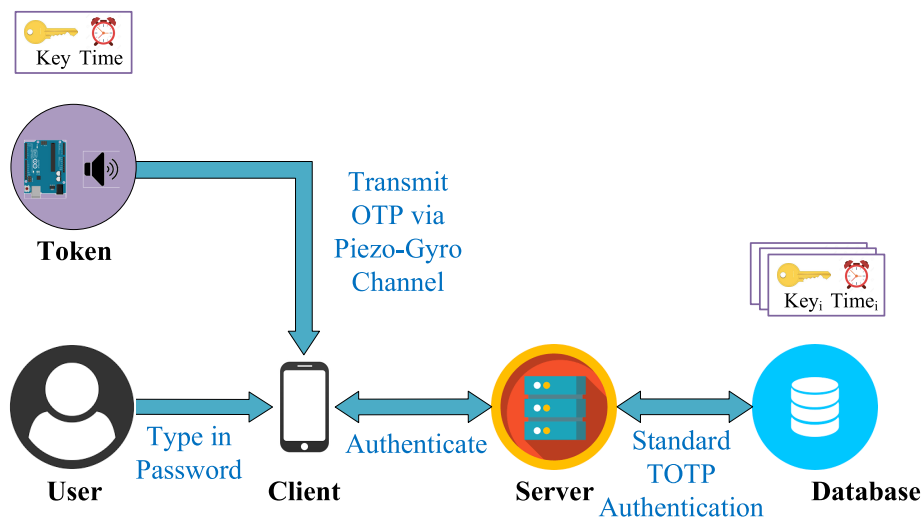 Key Time
Token
Transmit
OTP via
Piezo-Gyro
Channel
Keyi Timei
Type in
Password
Authenticate
Standard
TOTP
Authentication
User
Client
Server
Database